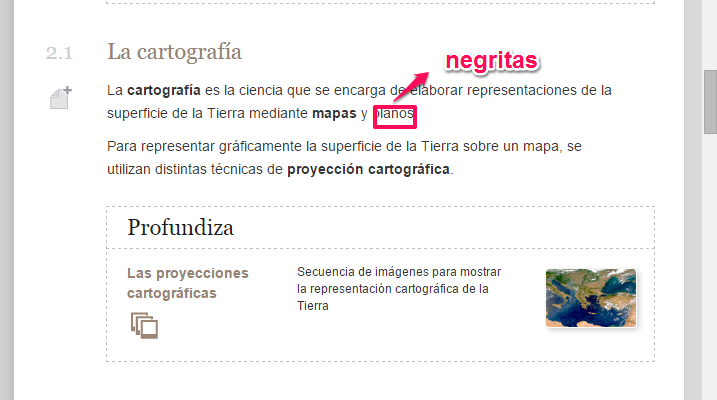 2.1 La cartografía
negritas
La cartografía es la ciencia que se encarga de elaborar representaciones de la
superficie de la Tierra mediante mapas y planos
Para representar gráficamente la superficie de la Tierra sobre un mapa, se
utilizan distintas técnicas de proyección cartográfica.
Profundiza
Las proyecciones
cartográficas
Secuencia de imágenes para mostrar
la representación cartográfica de la
Tierra